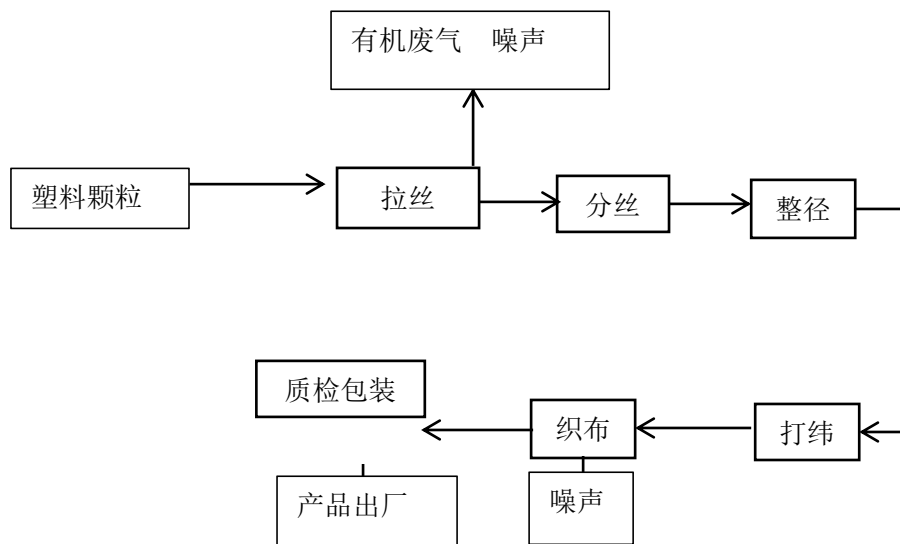 有机废气 噪声
塑料颗粒
拉丝
分丝
整径
质检包装
织布
打纬
产品出厂
噪声